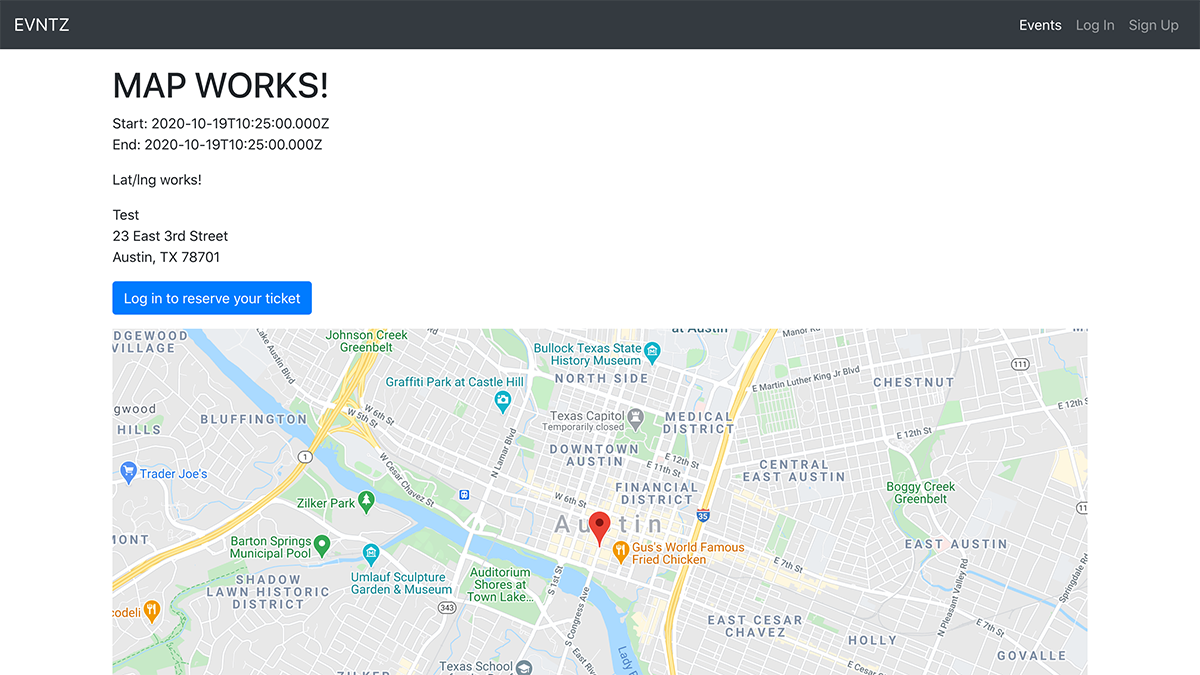 EVNTZ
Events
Log In
Sign Up
MAP WORKS!
Start: 2020-10-19T10:25:00.000Z
End: 2020-10-19T10:25:00.000Z
Lat/lng works!
Test
23 East 3rd Street
Austin, TX 78701
Log in to reserve your ticket
DGEWOOD
VILLAGE
Lake Austin Blvd
Johnson Creek
Greenbelt
at Austin
Manor
Bullock Texas State
History Museum
NORTH SIDE
E Martin Luther King Jr Blvd
111
CHESTNUT
Graffiti Park at Castle Hill
gwood
HILLS
BLUFFINGTON
W 6th St
W 5th St
N Lamar Blvd
Texas Capitol
Temporarily closed
MEDICAL
DISTRICT
E 12th St
E 12th St
DOWNTOWN
AUSTIN
E 12th St
E 11th St
1
Trader Joe's
W Cesar Chavez St
CENTRAL
EAST AUSTIN
FINANCIAL
DISTRICT
Boggy Creek
Greenbelt
Zilker Park
W 6th St
35
Austin
11
MONT
Barton Springs
Municipal Pool
Gus's World Famous
Fried Chicken
EAST AUSTIN
E 7th St
Umlauf Sculpture
Garden & Museum
Auditorium
Shores at
Town Lake...
S 1st St
S Congress Ave
SHADOW
LAWN HISTORIC
DISTRICT
343
codeli
N Pleasant Valley Rd
Springdale
EAST CESAR
CHAVEZ
E 7th St
HOLLY
GOVALLE
Texas School
East Riv
Lady
E Cesar
ZILKER